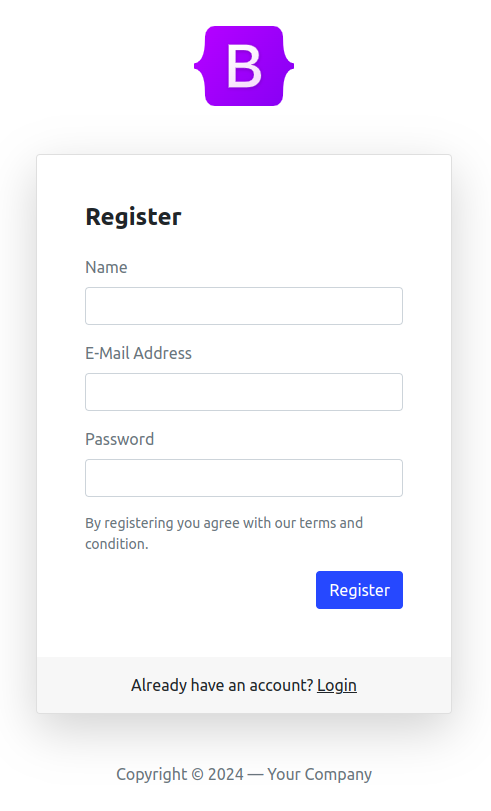 B
Register
Name
E-Mail Address
Password
By registering you agree with our terms and
condition.
Register
Already have an account? Login
Copyright © 2024 — Your Company